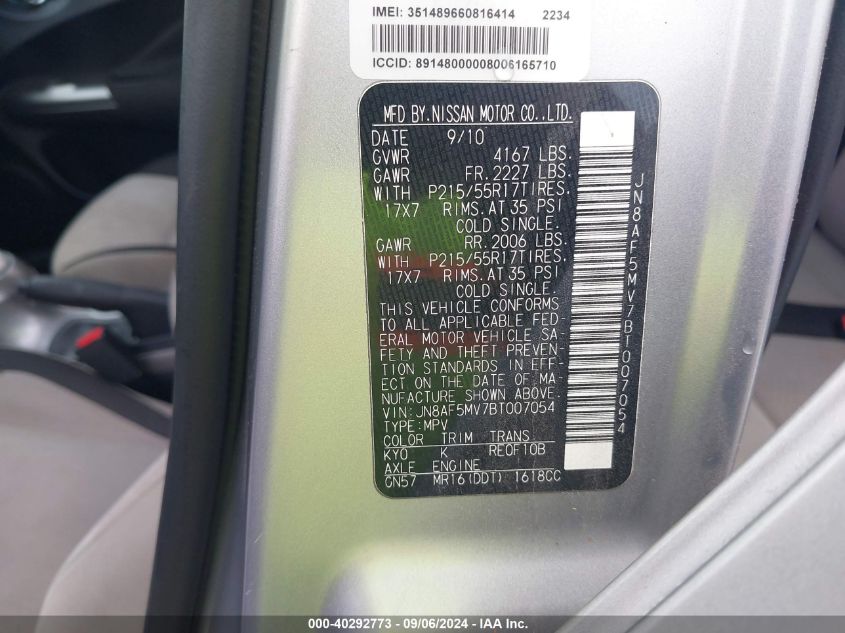 IMEI: 351489660816414 2234
ICCID: 89148000008006165710
MFD BY.NISSAN MOTOR CO.,LTD.
DATE 9/10
GVWR 4167 LBS.
GAWR FR. 2227 LBS.
WITH P215/55R17TIRES.
17X7 RIMS.AT 35 PSI
COLD SINGLE.
GAWR RR. 2006 LBS.
WITH P215/55R17TIRES.
17X7 RIMS.AT 35 PSI
COLD SINGLE.
THIS VEHICLE CONFORMS
TO ALL APPLICABLE FED-
ERAL MOTOR VEHICLE SA-
FETY AND THEFT PREVEN-
TION STANDARDS IN EFF-
ECT ON THE DATE OF MA-
NUFACTURE SHOWN ABOVE.
VIN:JN8AF5MV7BT007054
TYPE:MPV
COLOR TRIM TRANS
KY0 K RE0F10B
AXLE ENGINE
GN57 MR16(DDT) 1618CC
JN8AF5MV7BT007054
000-40292773 - 09/06/2024 - IAA Inc.